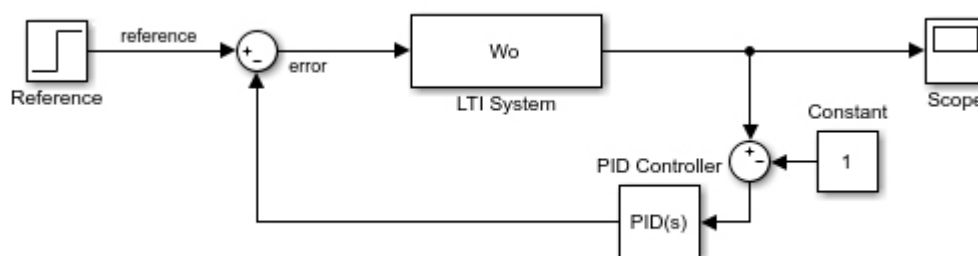 reference
error
Reference
Wo
LTI System
Scope
Constant
1
PID Controller
PID(s)